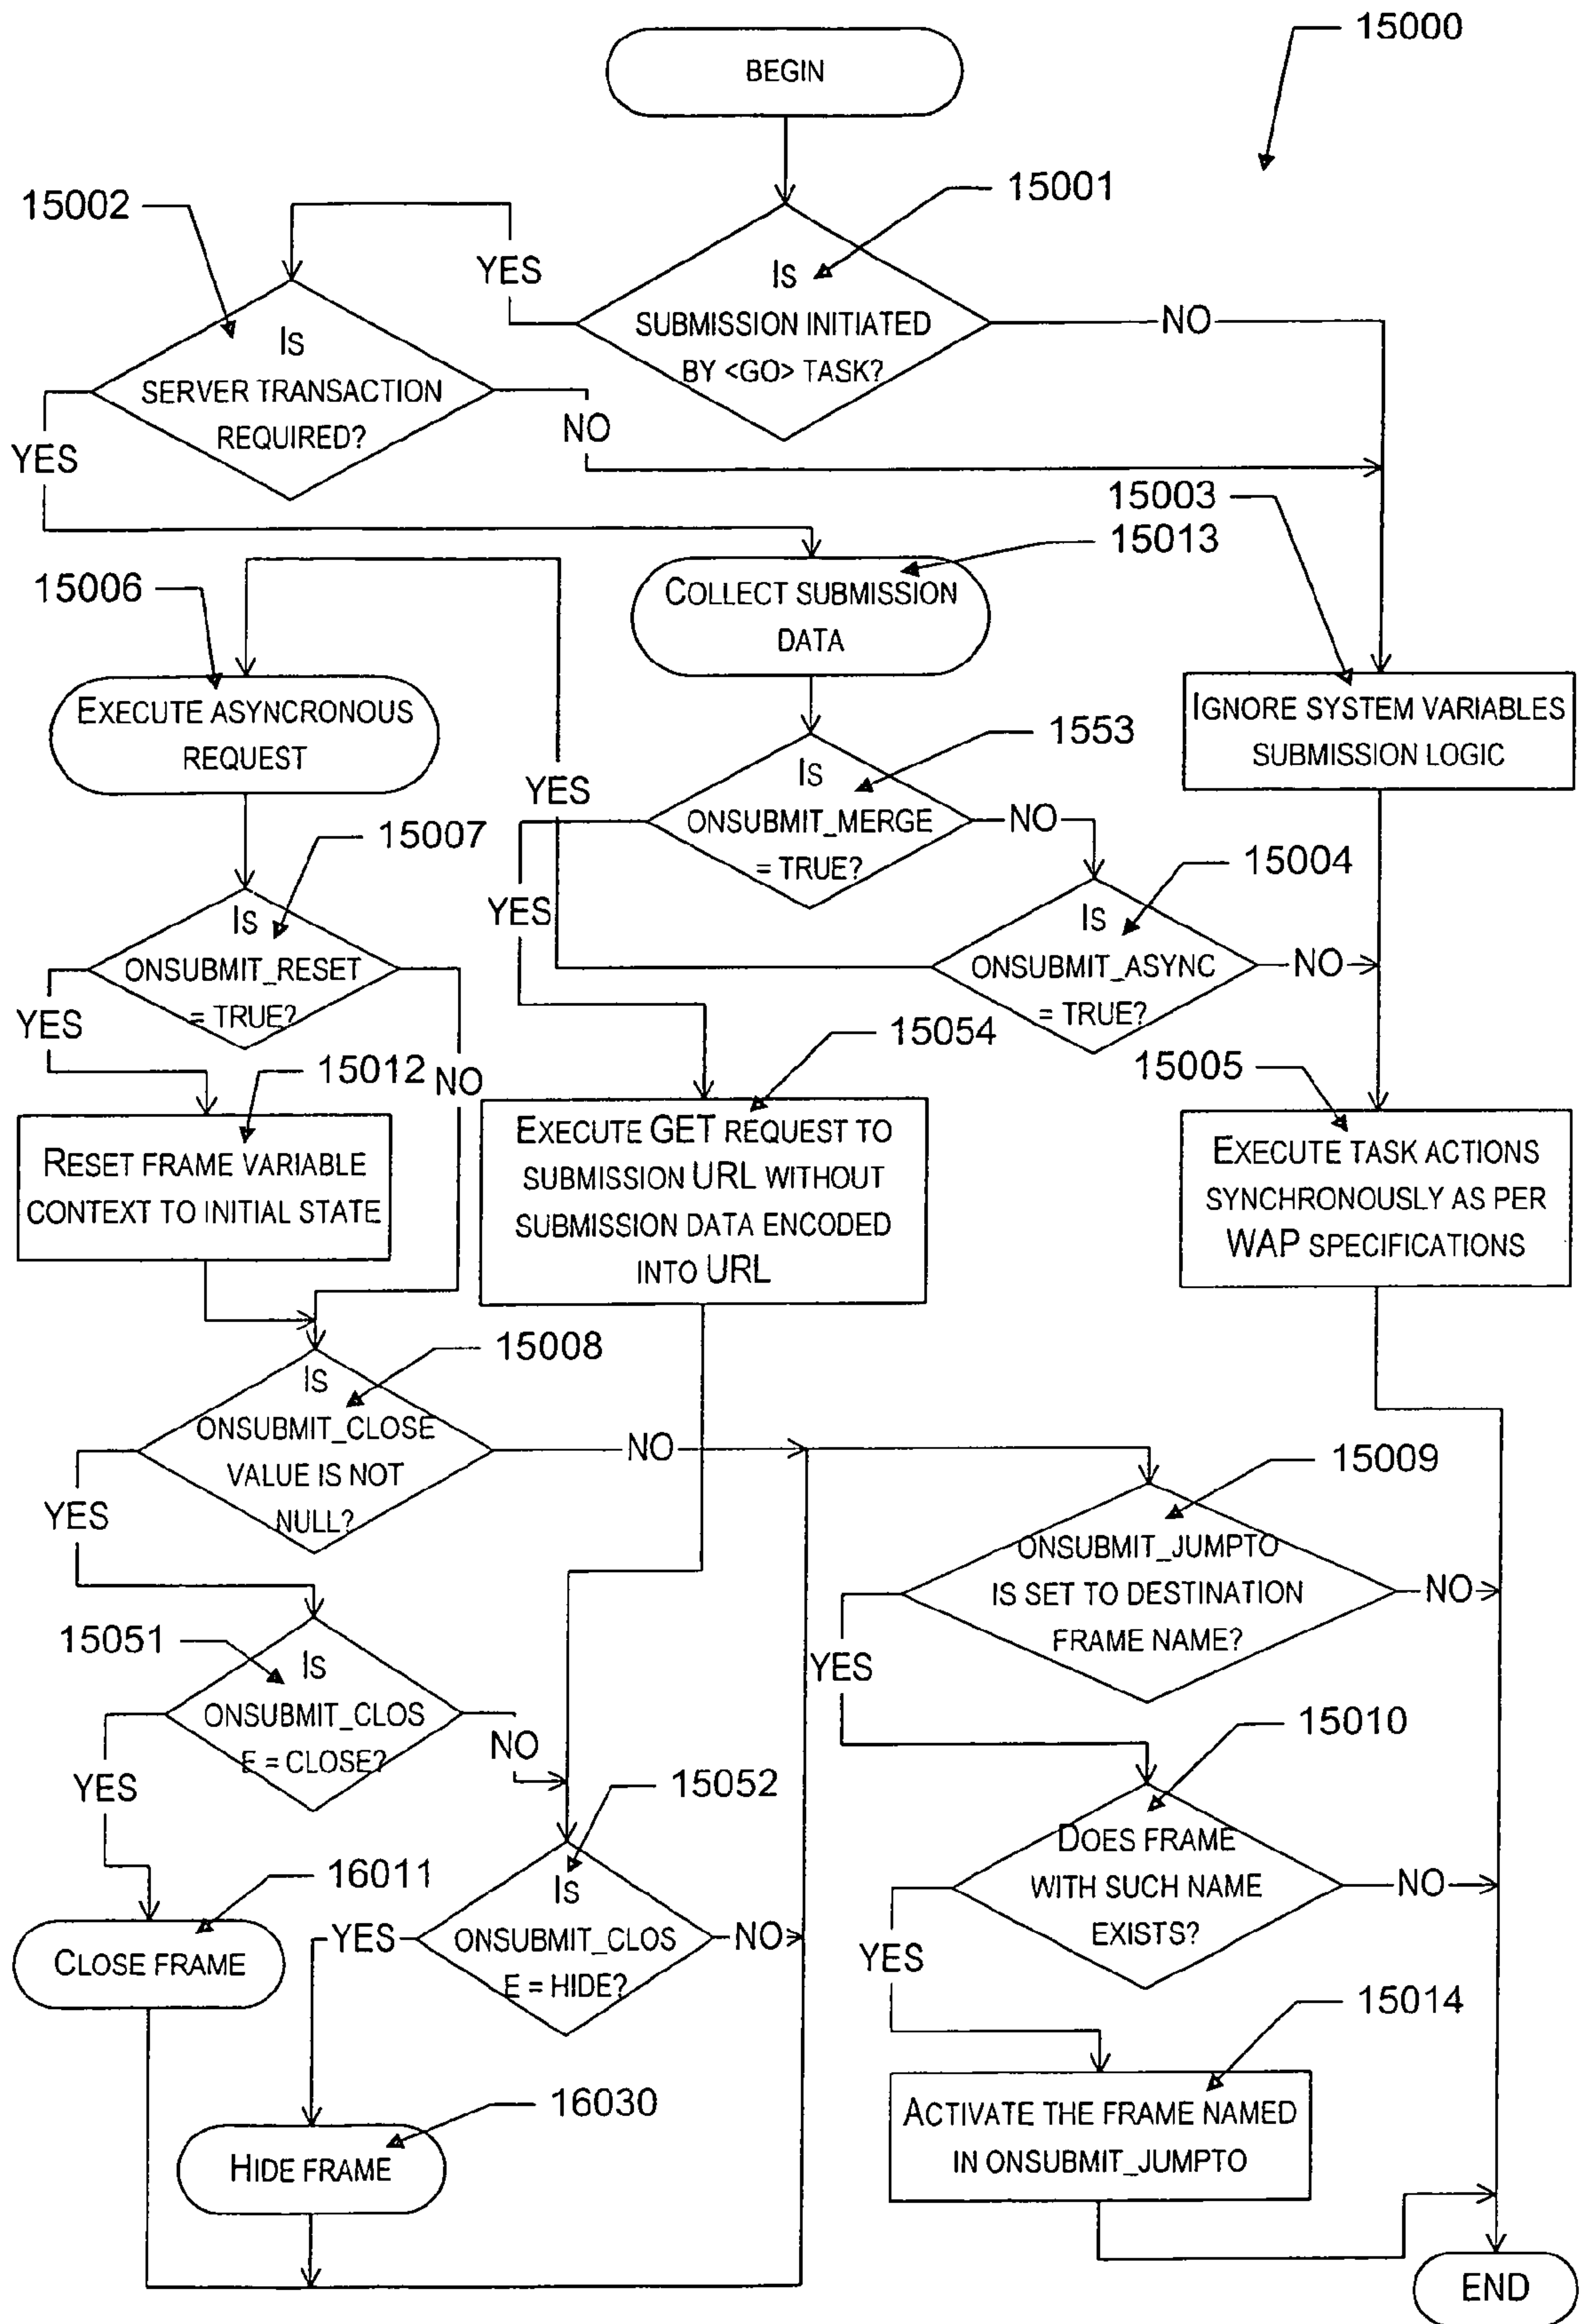 15000
BEGIN
15001
15002
YES
Is
SUBMISSION INITIATED
BY <GO> TASK?
NO
Is
SERVER TRANSACTION
REQUIRED?
NO
YES
15003
15013
15006
COLLECT SUBMISSION
DATA
EXECUTE ASYNCRONOUS
REQUEST
IGNORE SYSTEM VARIABLES
SUBMISSION LOGIC
1553
YES
Is
ONSUBMIT_MERGE
= TRUE?
NO
15007
15004
YES
Is
ONSUBMIT_RESET
= TRUE?
Is
ONSUBMIT_ASYNC
= TRUE?
NO
YES
15012
NO
15054
15005
RESET FRAME VARIABLE
CONTEXT TO INITIAL STATE
EXECUTE GET REQUEST TO
SUBMISSION URL WITHOUT
SUBMISSION DATA ENCODED
INTO URL
EXECUTE TASK ACTIONS
SYNCHRONOUSLY AS PER
WAP SPECIFICATIONS
15008
Is
ONSUBMIT_CLOSE
VALUE IS NOT
NULL?
NO
YES
15009
ONSUBMIT_JUMPTO
IS SET TO DESTINATION
FRAME NAME?
NO
YES
15051
Is
ONSUBMIT_CLOS
E = CLOSE?
NO
YES
15010
15052
DOES FRAME
WITH SUCH NAME
EXISTS?
NO
YES
16011
CLOSE FRAME
YES
Is
ONSUBMIT_CLOS
E = HIDE?
NO
15014
16030
HIDE FRAME
ACTIVATE THE FRAME NAMED
IN ONSUBMIT_JUMPTO
END